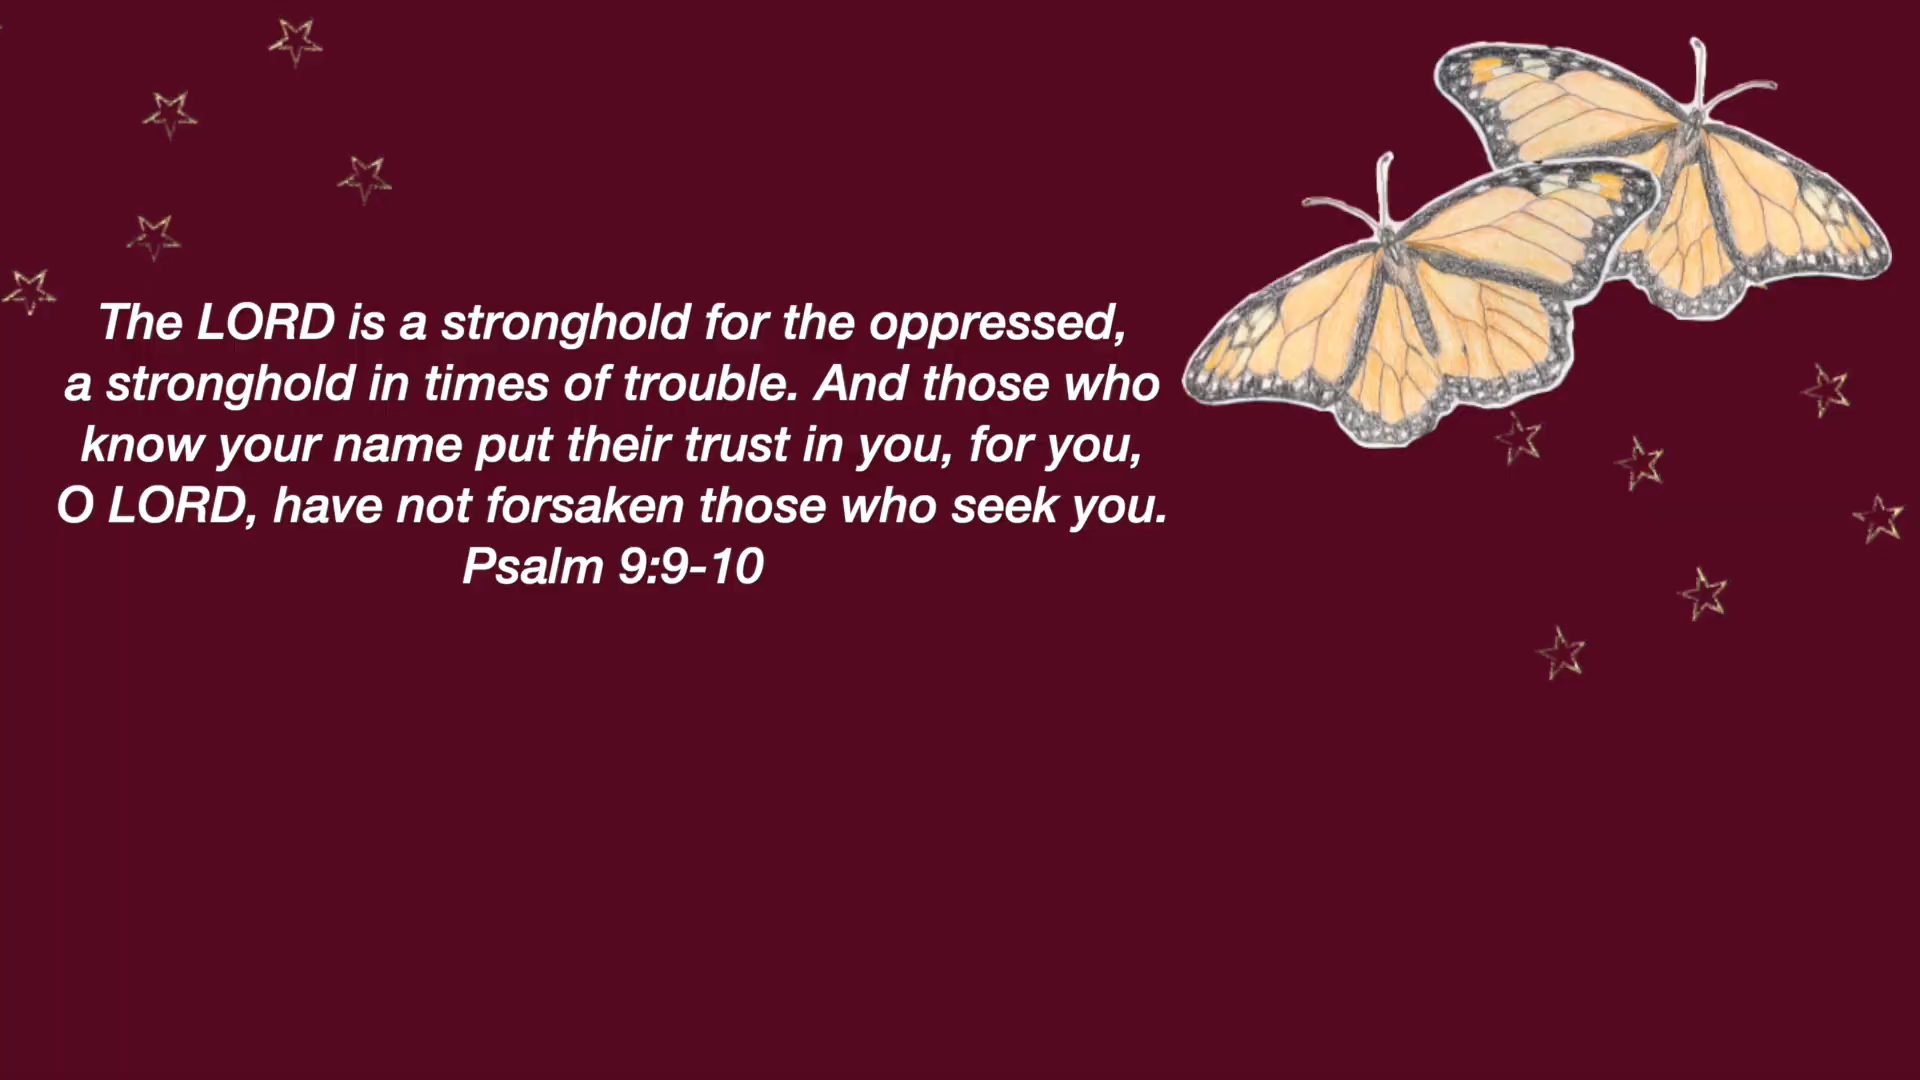 The LORD is a stronghold for the oppressed,
a stronghold in times of trouble. And those who
know your name put their trust in you, for you,
O LORD, have not forsaken those who seek you.
Psalm 9:9-10